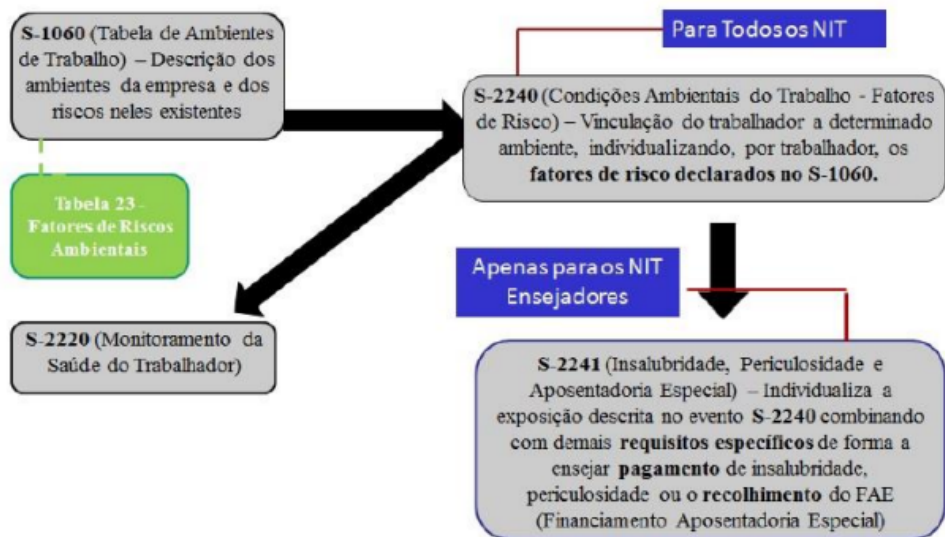 S-1060 (Tabela de Ambientes
de Trabalho) – Descrição dos
ambientes da empresa e dos
riscos neles existentes
Tabela 23 -
Fatores de Riscos
Ambientais
S-2220 (Monitoramento da
Saúde do Trabalhador)
Para Todos os NIT
S-2240 (Condições Ambientais do Trabalho - Fatores
de Risco) – Vinculação do trabalhador a determinado
ambiente, individualizando, por trabalhador, os
fatores de risco declarados no S-1060.
Apenas para os NIT
Ensejadores
S-2241 (Insalubridade, Periculosidade e
Aposentadoria Especial) – Individualiza a
exposição descrita no evento S-2240 combinando
com demais requisitos específicos de forma a
ensejar pagamento de insalubridade,
periculosidade ou o recolhimento do FAE
(Financiamento Aposentadoria Especial)